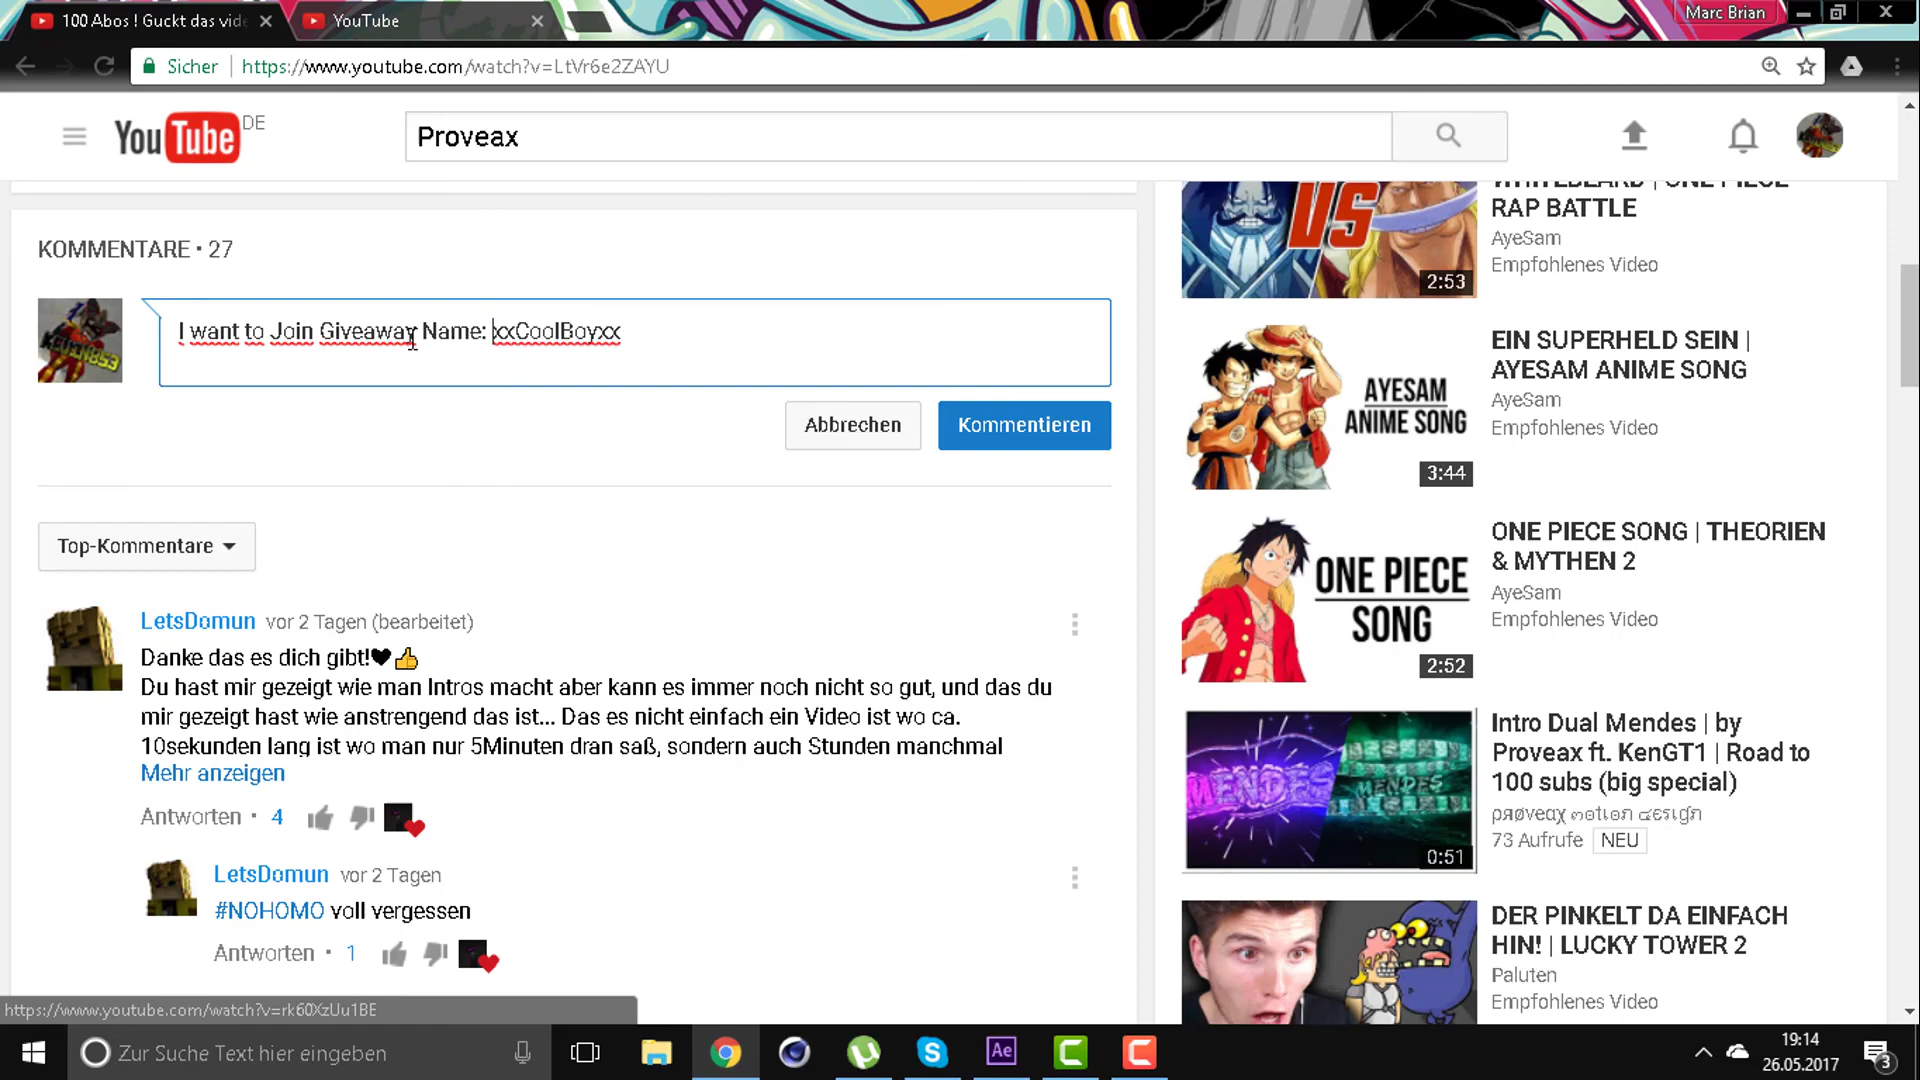 100 Abos ! Guckt das vide
YouTube
Marc Brian
Sicher
https://www.youtube.com/watch?v=LtVr6e2ZAYU
YouTube DE
Proveax
KOMMENTARE • 27
I want to Join Giveaway Name: xxCoolBoyxx
Abbrechen
Kommentieren
Top-Kommentare
LetsDomun vor 2 Tagen (bearbeitet)
Danke das es dich gibt!♥👍
Du hast mir gezeigt wie man Intros macht aber kann es immer noch nicht so gut, und das du
mir gezeigt hast wie anstrengend das ist... Das es nicht einfach ein Video ist wo ca.
10sekunden lang ist wo man nur 5Minuten dran saß, sondern auch Stunden manchmal
Mehr anzeigen
Antworten • 4
LetsDomun vor 2 Tagen
#NOHOMO voll vergessen
Antworten • 1
VS
2:53
WHITEBEARD | ONE PIECE
RAP BATTLE
AyeSam
Empfohlenes Video
AYESAM
ANIME SONG
3:44
EIN SUPERHELD SEIN |
AYESAM ANIME SONG
AyeSam
Empfohlenes Video
ONE PIECE
SONG
2:52
ONE PIECE SONG | THEORIEN
& MYTHEN 2
AyeSam
Empfohlenes Video
MENDES
MENDES
0:51
Intro Dual Mendes | by
Proveax ft. KenGT1 | Road to
100 subs (big special)
73 Aufrufe NEU
DER PINKELT DA EINFACH
HIN! | LUCKY TOWER 2
Paluten
Empfohlenes Video
https://www.youtube.com/watch?v=rk60XzUu1BE
Zur Suche Text hier eingeben
Ae
19:14
26.05.2017
3